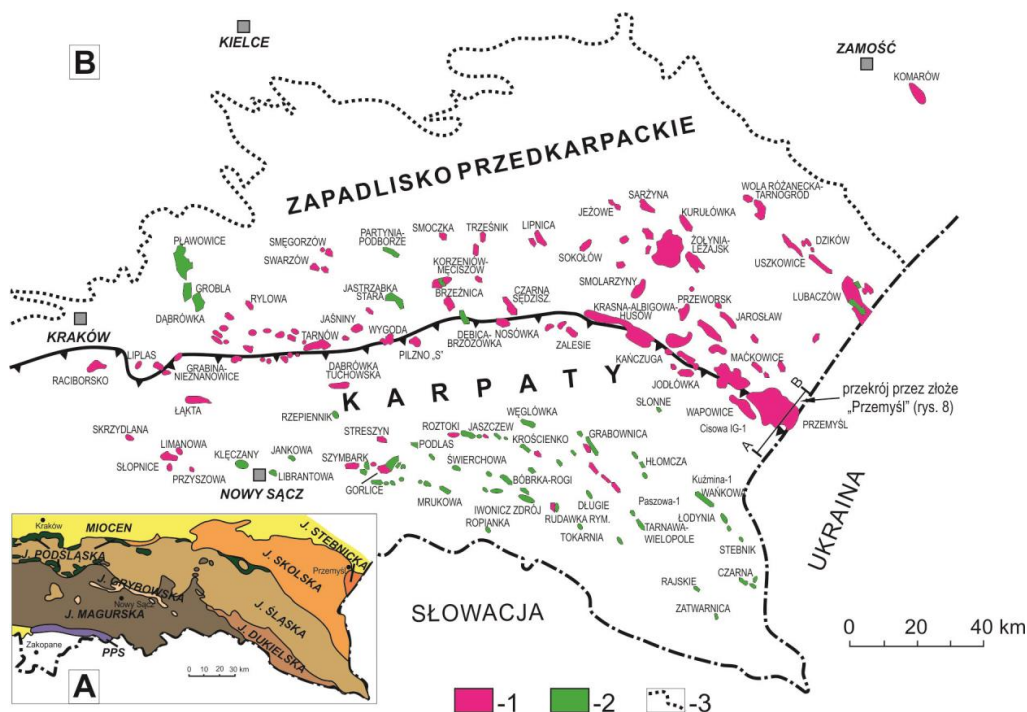 B
KIELCE
ZAMOŚĆ
KOMARÓW
ZAPADLISKO PRZEDKARPACKIE
WOLA RÓŻANECKA-
TARNOGRÓD
SARZYNA
JEŻOWE
KURUŁÓWKA
PŁAWOWICE
SMĘGORZÓW
SWARZÓW
PARTYNIA-
PODBORZE
SMOCZKA
TRZEŚNIK
LIPNICA
SOKOŁÓW
ŻOŁYNIA-
LEŻAJSK
DZIKÓW
USZKOWICE
KORZENIÓW-
MĘCISZÓW
GROBLA
JASTRZĄBKA
STARA
BRZEŹNICA
CZARNA
SĘDZISZ.
SMOLARZYNY
LUBACZÓW
RYLOWA
DĄBRÓWKA
JAŚNINY
KRASNA-ALBIGOWA-
HUSÓW
PRZEWORSK
JAROSŁAW
KRAKÓW
TARNÓW
WYGODA
PILZNO „S"
DĘBICA-
BRZOZÓWKA
NOSÓWKA
ZALESIE
KAŃCZUGA
MAĆKOWICE
LIPLAS
RACIBORSKO
GRABINA-
NIEZNANOWICE
DĄBRÓWKA
TUCHOWSKA
KARPATY
JODŁÓWKA
B
przekrój przez złoże
„Przemyśl" (rys. 8)
ŁĄKTA
RZEPIENNIK
SŁONNE
WAPOWICE
Cisowa IG-1
PRZEMYŚL
A
WĘGLÓWKA
SKRZYDLANA
STRESZYN
ROZTOKI
JASZCZEW
KROŚCIENKO
GRABOWNICA
LIMANOWA
KLĘCZANY
JANKOWA
PODLAS
SŁOPNICE
PRZYSZOWA
LIBRANTOWA
SZYMBARK
GORLICE
ŚWIERCHOWA
BÓBRKA-ROGI
HŁOMCZA
Kuźmina-1
WAŃKOWA
NOWY SĄCZ
MRUKOWA
IWONICZ ZDRÓJ
DŁUGIE
Paszowa-1
ROPIANKA
RUDAWKA RYM.
TOKARNIA
TARNAWA-
WIELOPOLE
ŁODYNIA
STEBNIK
CZARNA
RAJSKIE
ZATWARNICA
UKRAINA
SŁOWACJA
MIOCEN
J. STEBNICKA
Kraków
J. PODŚLĄSKA
J. SKOLSKA
Przemyśl
J. GRYBOWSKA
Nowy Sącz
J. MAGURSKA
J. ŚLĄSKA
J. DUKIELSKA
Zakopane
PPS
0 10 20 30 km
A
0 20 40 km
-1 -2 -3